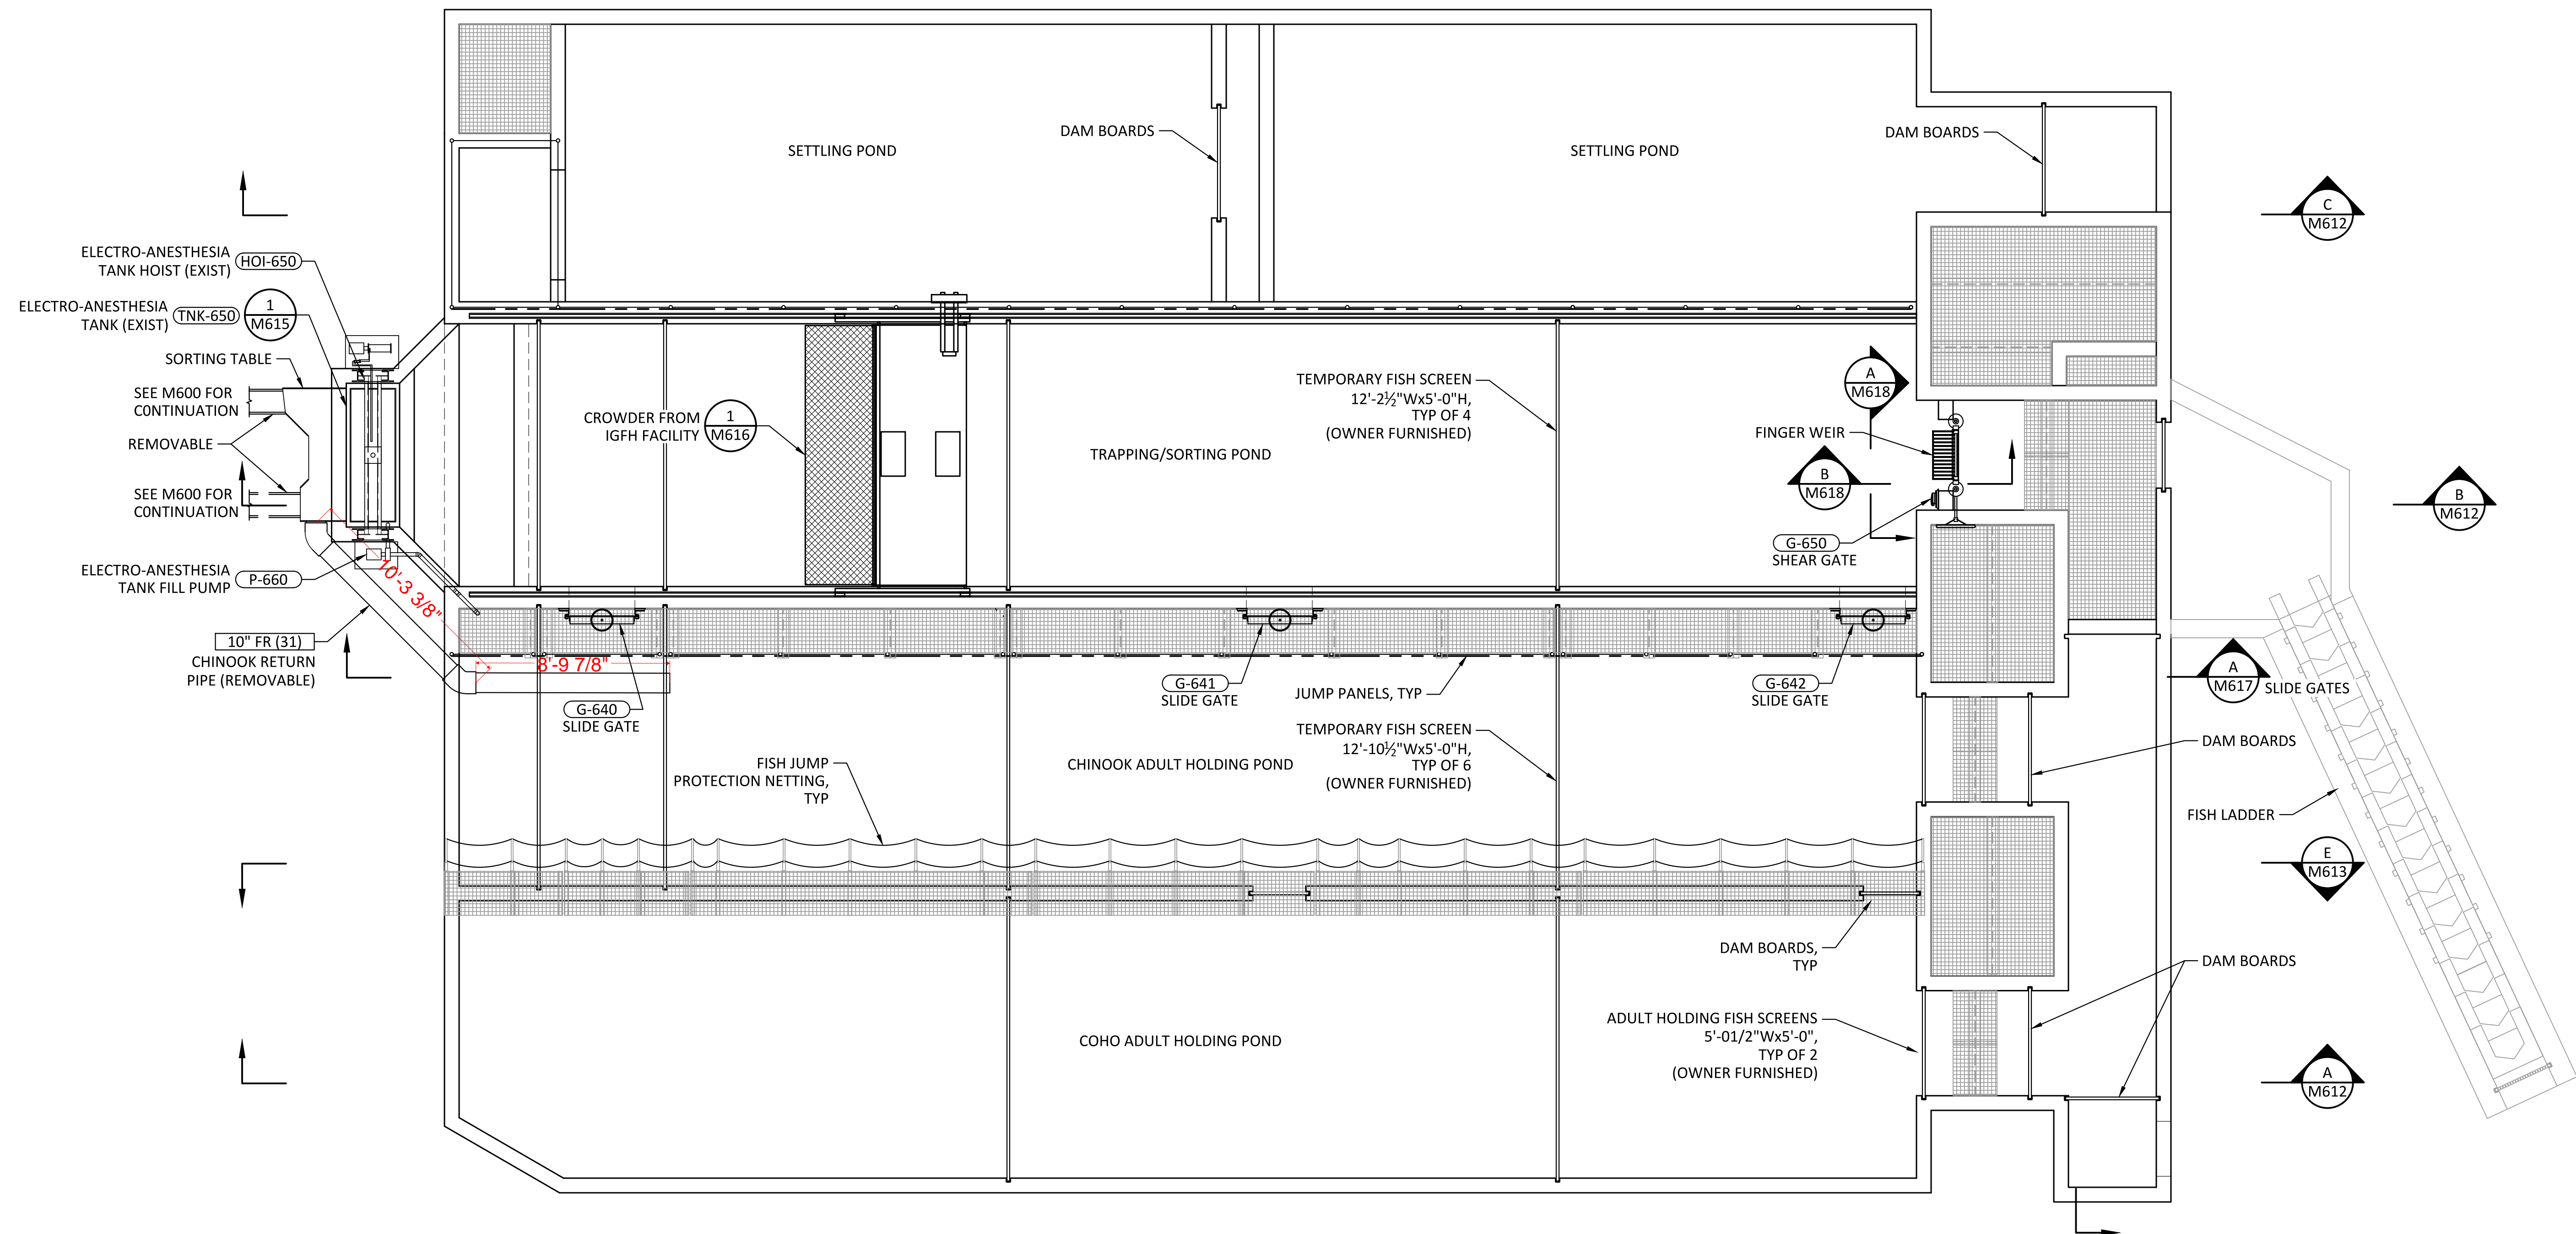 DAM BOARDS
DAM BOARDS
SETTLING POND
SETTLING POND
C
M612
ELECTRO-ANESTHESIA
TANK HOIST (EXIST)
HOI-650
ELECTRO-ANESTHESIA
TANK (EXIST)
TNK-650
1
M615
SORTING TABLE
SEE M600 FOR
C0NTINUATION
REMOVABLE
SEE M600 FOR
C0NTINUATION
CROWDER FROM
IGFH FACILITY
1
M616
TRAPPING/SORTING POND
TEMPORARY FISH SCREEN
12'-2½"Wx5'-0"H,
TYP OF 4
(OWNER FURNISHED)
A
M618
FINGER WEIR
B
M618
B
M612
G-650
SHEAR GATE
ELECTRO-ANESTHESIA
TANK FILL PUMP
P-660
10'-3 3/8"
10" FR (31)
CHINOOK RETURN
PIPE (REMOVABLE)
8'-9 7/8"
G-640
SLIDE GATE
G-641
SLIDE GATE
JUMP PANELS, TYP
G-642
SLIDE GATE
A
M617
SLIDE GATES
TEMPORARY FISH SCREEN
12'-10½"Wx5'-0"H,
TYP OF 6
(OWNER FURNISHED)
DAM BOARDS
FISH JUMP
PROTECTION NETTING,
TYP
CHINOOK ADULT HOLDING POND
FISH LADDER
E
M613
DAM BOARDS,
TYP
DAM BOARDS
ADULT HOLDING FISH SCREENS
5'-01/2"Wx5'-0",
TYP OF 2
(OWNER FURNISHED)
COHO ADULT HOLDING POND
A
M612